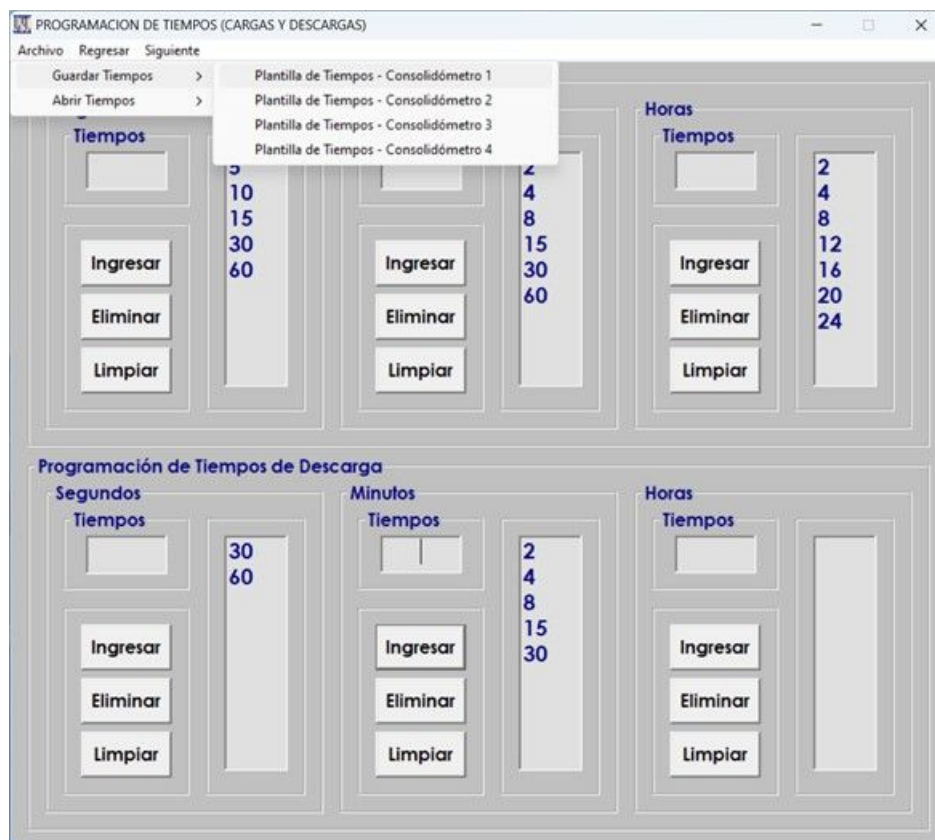 PROGRAMACION DE TIEMPOS (CARGAS Y DESCARGAS)
Archivo Regresar Siguiente
Guardar Tiempos
Abrir Tiempos
Plantilla de Tiempos - Consolidómetro 1
Plantilla de Tiempos - Consolidómetro 2
Plantilla de Tiempos - Consolidómetro 3
Plantilla de Tiempos - Consolidómetro 4
Tiempos
5
10
15
30
60
Ingresar
Eliminar
Limpiar
2
4
8
15
30
60
Ingresar
Eliminar
Limpiar
Horas
Tiempos
2
4
8
12
16
20
24
Ingresar
Eliminar
Limpiar
Programación de Tiempos de Descarga
Segundos
Tiempos
30
60
Ingresar
Eliminar
Limpiar
Minutos
Tiempos
2
4
8
15
30
Ingresar
Eliminar
Limpiar
Horas
Tiempos
Ingresar
Eliminar
Limpiar